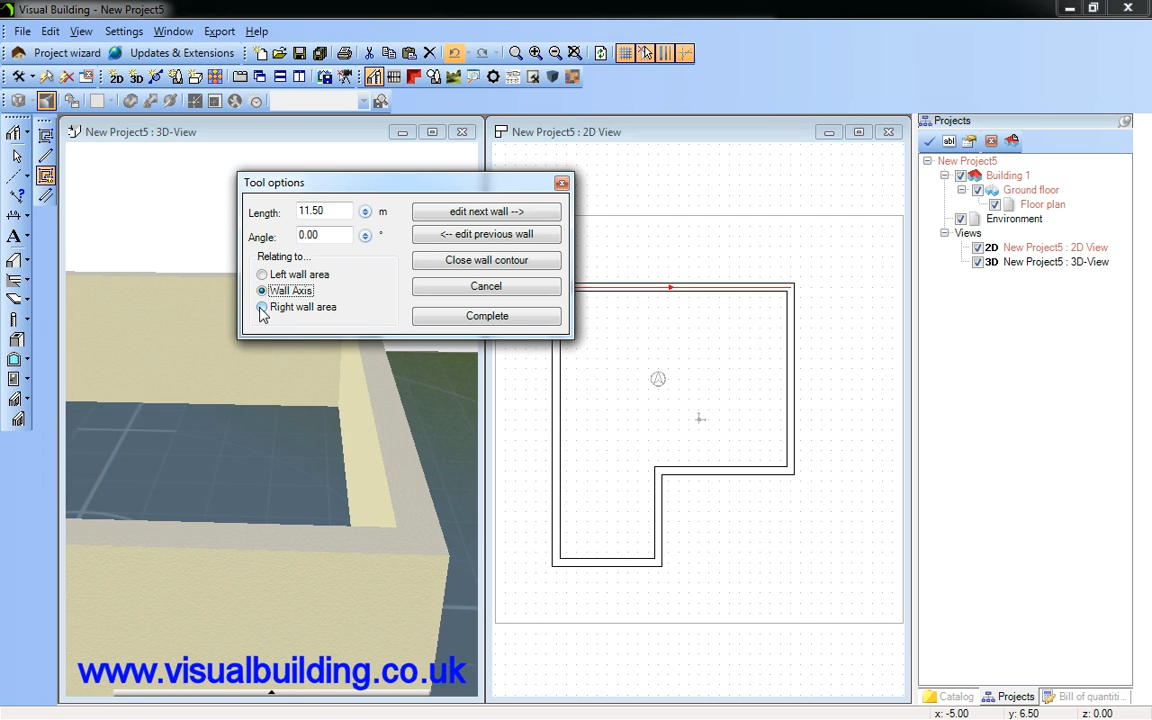 Visual Building - New Project5
File Edit View Settings Window Export Help
Project wizard Updates & Extensions
New Project5 : 3D-View
New Project5 : 2D View
Projects
abl
New Project5
Building 1
Ground floor
Floor plan
Environment
Views
2D New Project5 : 2D View
3D New Project5 : 3D-View
Tool options
Length: 11.50 m
edit next wall -->
Angle: 0.00 °
<-- edit previous wall
Relating to...
Close wall contour
Left wall area
Wall Axis
Cancel
Right wall area
Complete
www.visualbuilding.co.uk
Catalog Projects Bill of quantiti...
x: -5.00 y: 6.50 z: 0.00